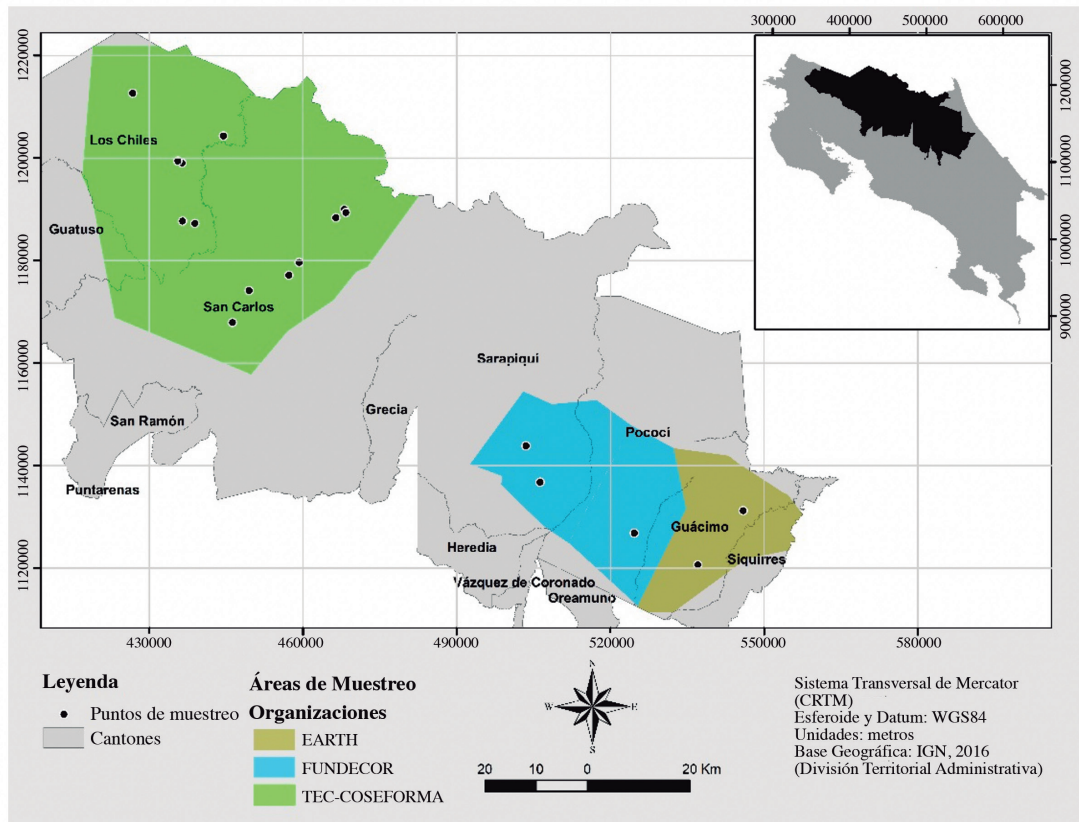 300000 400000 500000 600000
1220000
1200000
1180000
1160000
1140000
1120000
1200000
1100000
1000000
900000
Los Chiles
Guatuso
San Carlos
Sarapiqui
Grecia
San Ramón
Puntarenas
Pococi
Guácimo
Siquirres
Heredia
Vázquez de Coronado
Oreamuno
430000 460000 490000 520000 550000 580000
Leyenda
Puntos de muestreo
Cantones
Áreas de Muestreo
Organizaciones
EARTH
FUNDECOR
TEC-COSEFORMA
N
W E
S
20 10 0 20 Km
Sistema Transversal de Mercator
(CRTM)
Esferoide y Datum: WGS84
Unidades: metros
Base Geográfica: IGN, 2016
(División Territorial Administrativa)